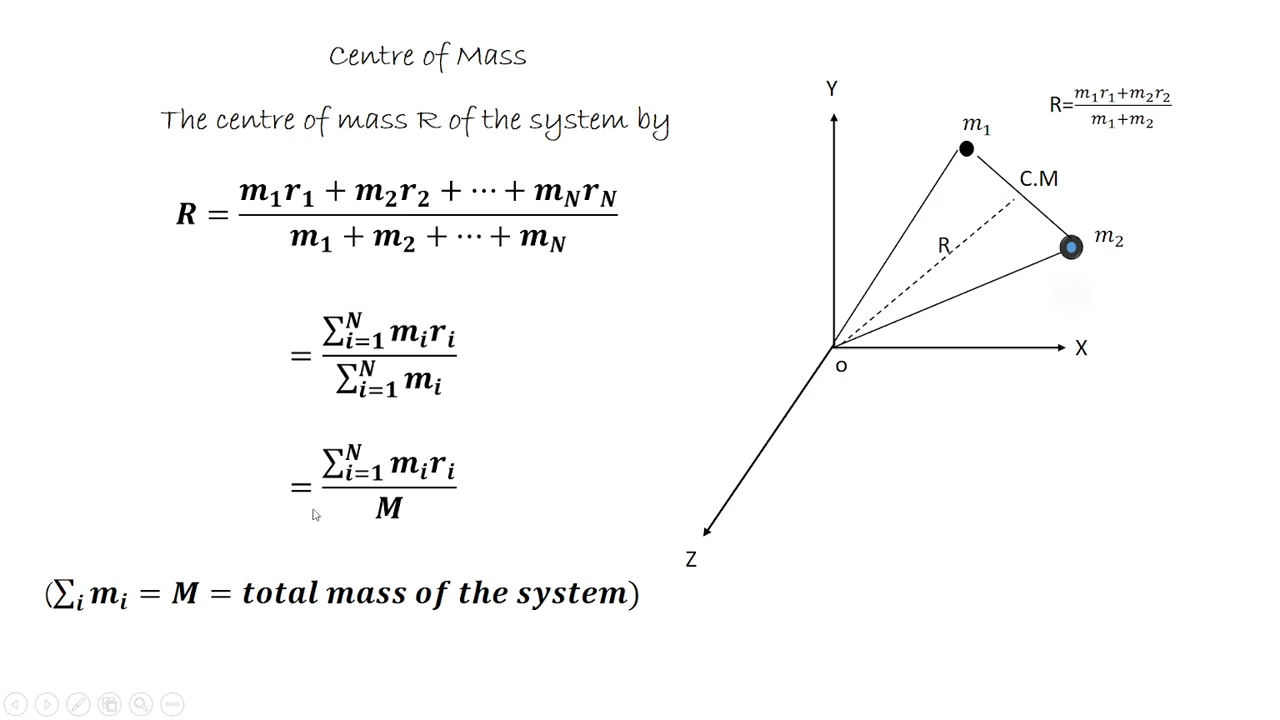 Centre of Mass
The centre of mass R of the system by
R = (m₁r₁ + m₂r₂ + ⋯ + m_N r_N) / (m₁ + m₂ + ⋯ + m_N)
= ∑ᵢ₌₁ᴺ mᵢrᵢ / ∑ᵢ₌₁ᴺ mᵢ
= ∑ᵢ₌₁ᴺ mᵢrᵢ / M
(∑ᵢ mᵢ = M = total mass of the system)
Y
R=(m₁r₁+m₂r₂)/(m₁+m₂)
m₁
C.M
R
m₂
X
O
Z